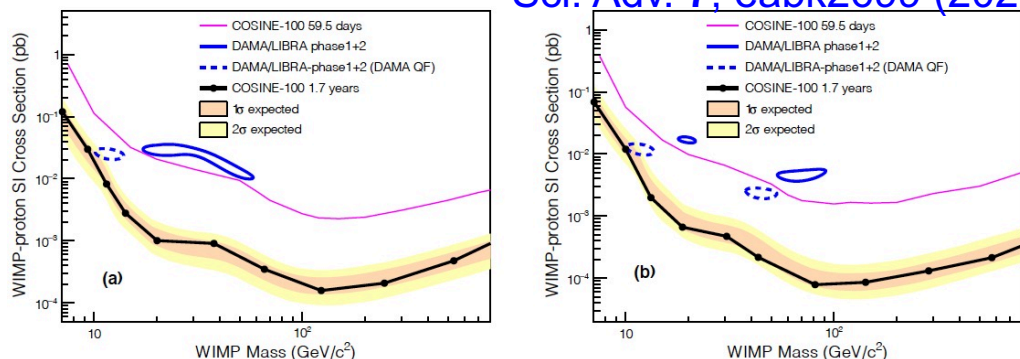 COSINE-100 59.5 days
DAMA/LIBRA phase1+2
DAMA/LIBRA-phase1+2 (DAMA QF)
COSINE-100 1.7 years
1σ expected
2σ expected
WIMP-proton SI Cross Section (pb)
1
10⁻¹
10⁻²
10⁻³
10⁻⁴
(a)
10
10²
WIMP Mass (GeV/c²)
COSINE-100 59.5 days
DAMA/LIBRA phase1+2
DAMA/LIBRA-phase1+2 (DAMA QF)
COSINE-100 1.7 years
1σ expected
2σ expected
WIMP-proton SI Cross Section (pb)
1
10⁻¹
10⁻²
10⁻³
10⁻⁴
(b)
10
10²
WIMP Mass (GeV/c²)